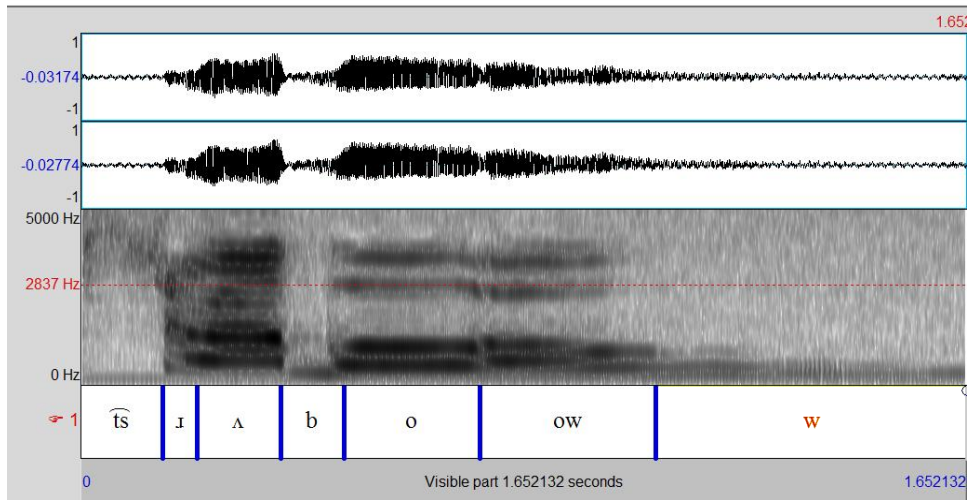 1.652
1
-0.03174
-1
1
-0.02774
-1
5000 Hz
2837 Hz
0 Hz
☞ 1 t͡s ɹ ʌ b o ow w
0 Visible part 1.652132 seconds 1.652132